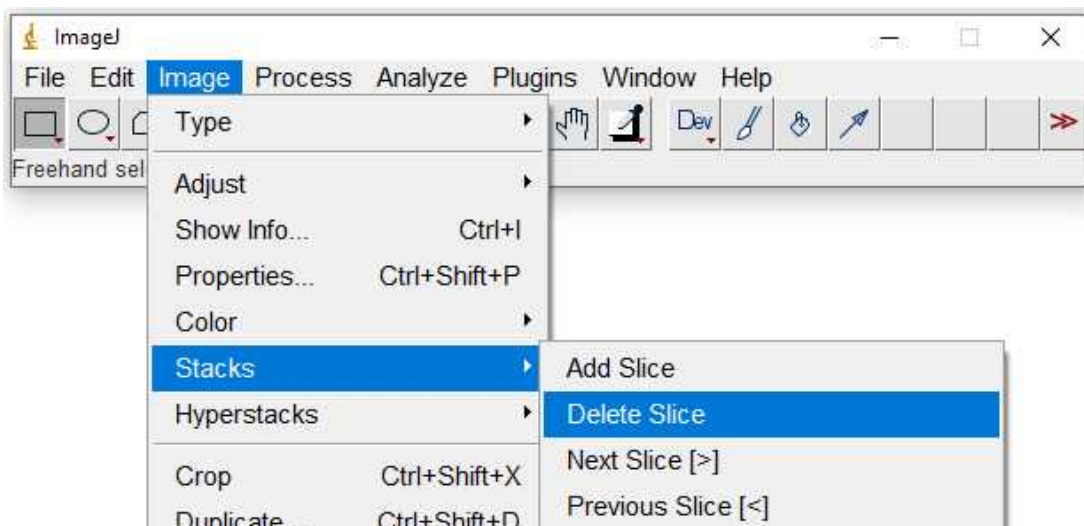 ImageJ
File Edit Image Process Analyze Plugins Window Help
Type
Dev
Freehand sel
Adjust
Show Info... Ctrl+I
Properties... Ctrl+Shift+P
Color
Stacks
Add Slice
Hyperstacks
Delete Slice
Crop Ctrl+Shift+X
Next Slice [>]
Duplicate... Ctrl+Shift+D
Previous Slice [<]